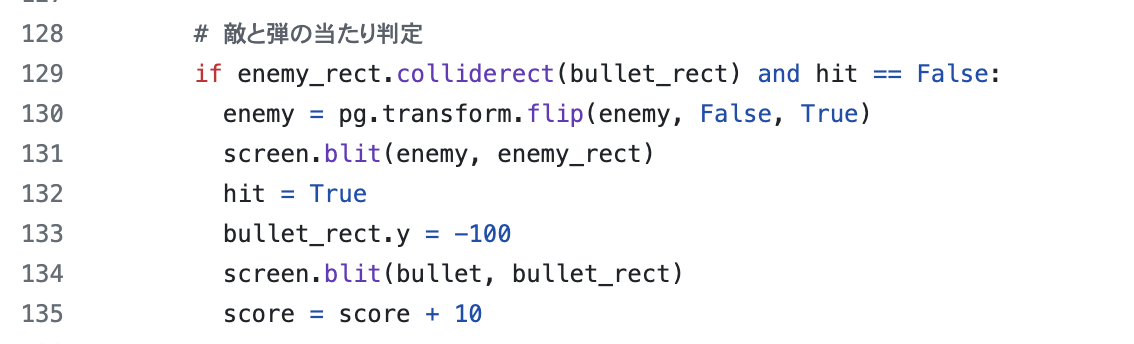 128 # 敵と弾の当たり判定
129 if enemy_rect.colliderect(bullet_rect) and hit == False:
130 enemy = pg.transform.flip(enemy, False, True)
131 screen.blit(enemy, enemy_rect)
132 hit = True
133 bullet_rect.y = -100
134 screen.blit(bullet, bullet_rect)
135 score = score + 10